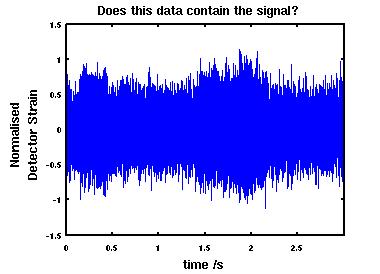 Does this data contain the signal?
1.5
1
0.5
0
-0.5
-1
-1.5
Normalised
Detector Strain
0 0.5 1 1.5 2 2.5
time /s